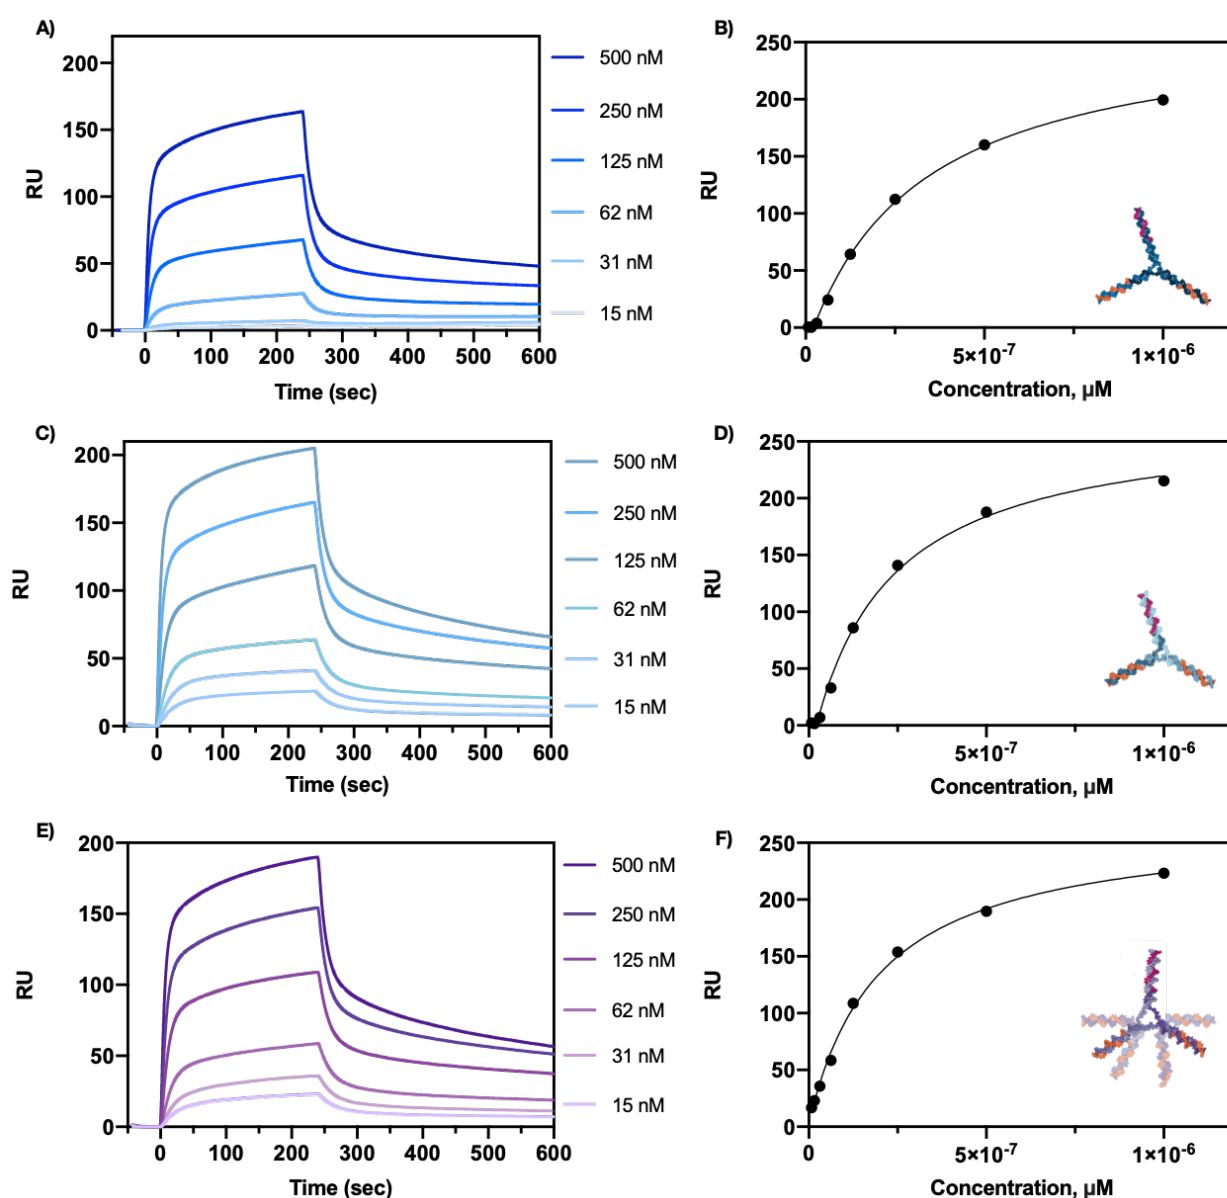 A)
200
150
100
50
0
RU
0 100 200 300 400 500 600
Time (sec)
500 nM
250 nM
125 nM
62 nM
31 nM
15 nM
B)
250
200
150
100
50
0
RU
0 5×10⁻⁷ 1×10⁻⁶
Concentration, µM
C)
200
150
100
50
0
RU
0 100 200 300 400 500 600
Time (sec)
500 nM
250 nM
125 nM
62 nM
31 nM
15 nM
D)
250
200
150
100
50
0
RU
0 5×10⁻⁷ 1×10⁻⁶
Concentration, µM
E)
200
150
100
50
0
RU
0 100 200 300 400 500 600
Time (sec)
500 nM
250 nM
125 nM
62 nM
31 nM
15 nM
F)
250
200
150
100
50
0
RU
0 5×10⁻⁷ 1×10⁻⁶
Concentration, µM